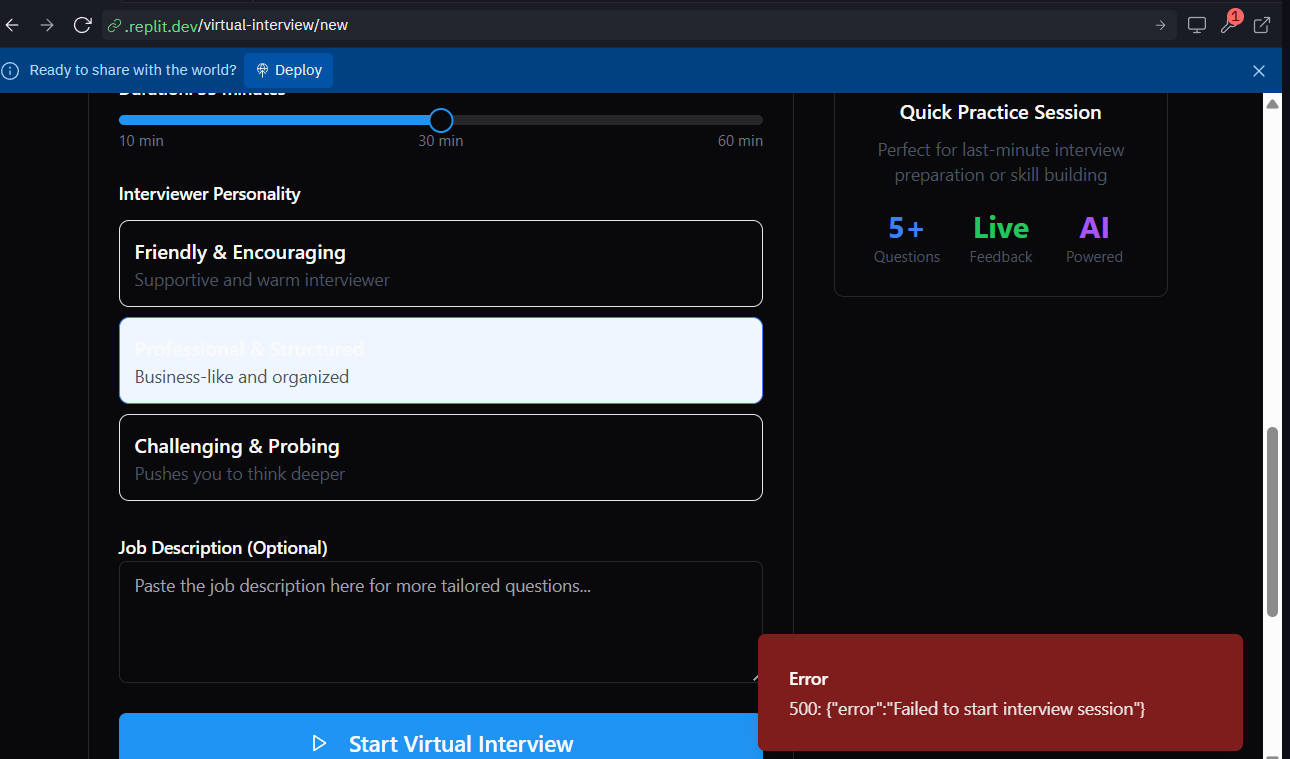 .replit.dev/virtual-interview/new
1
Ready to share with the world?
Deploy
10 min
30 min
60 min
Interviewer Personality
Friendly & Encouraging
Supportive and warm interviewer
Professional & Structured
Business-like and organized
Challenging & Probing
Pushes you to think deeper
Job Description (Optional)
Paste the job description here for more tailored questions...
Start Virtual Interview
Quick Practice Session
Perfect for last-minute interview
preparation or skill building
5+
Questions
Live
Feedback
AI
Powered
Error
500: {"error":"Failed to start interview session"}